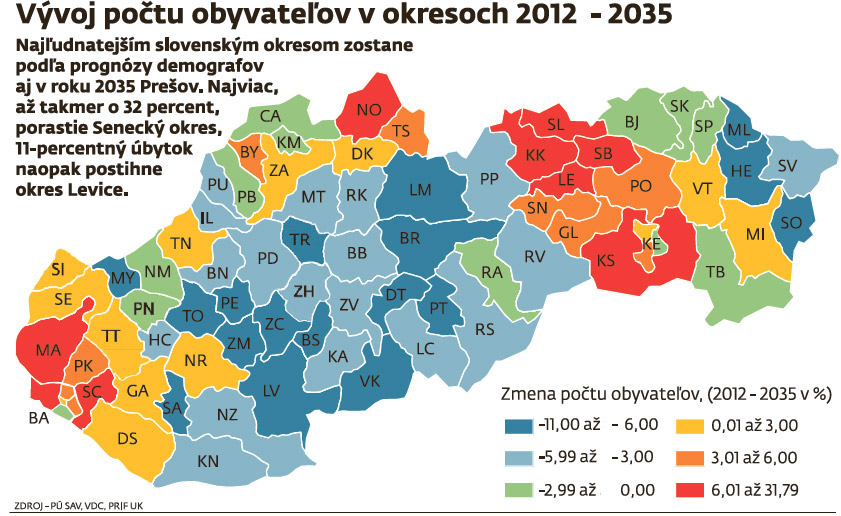 Vývoj počtu obyvateľov v okresoch 2012 - 2035
Najľudnatejším slovenským okresom zostane
podľa prognózy demografov
aj v roku 2035 Prešov. Najviac,
až takmer o 32 percent,
porastie Senecký okres,
11-percentný úbytok
naopak postihne
okres Levice.
CA
NO
TS
KM
BY
ZA
DK
PU
PB
IL
MT
RK
LM
PP
SL
KK
SB
LE
BJ
SK
SP
ML
HE
SV
PO
VT
SN
GL
KS
KE
MI
SO
TB
TN
BN
PD
TR
BB
BR
RA
RV
SI
SE
MY
NM
PN
TO
PE
ZH
ZV
DT
PT
RS
LC
MA
TT
HC
ZM
ZC
BS
KA
VK
PK
NR
LV
SC
GA
SA
NZ
BA
DS
KN
Zmena počtu obyvateľov, (2012 - 2035 v %)
-11,00 až - 6,00
-5,99 až - 3,00
-2,99 až 0,00
0,01 až 3,00
3,01 až 6,00
6,01 až 31,79
ZDROJ – PÚ SAV, VDC, PRIF UK